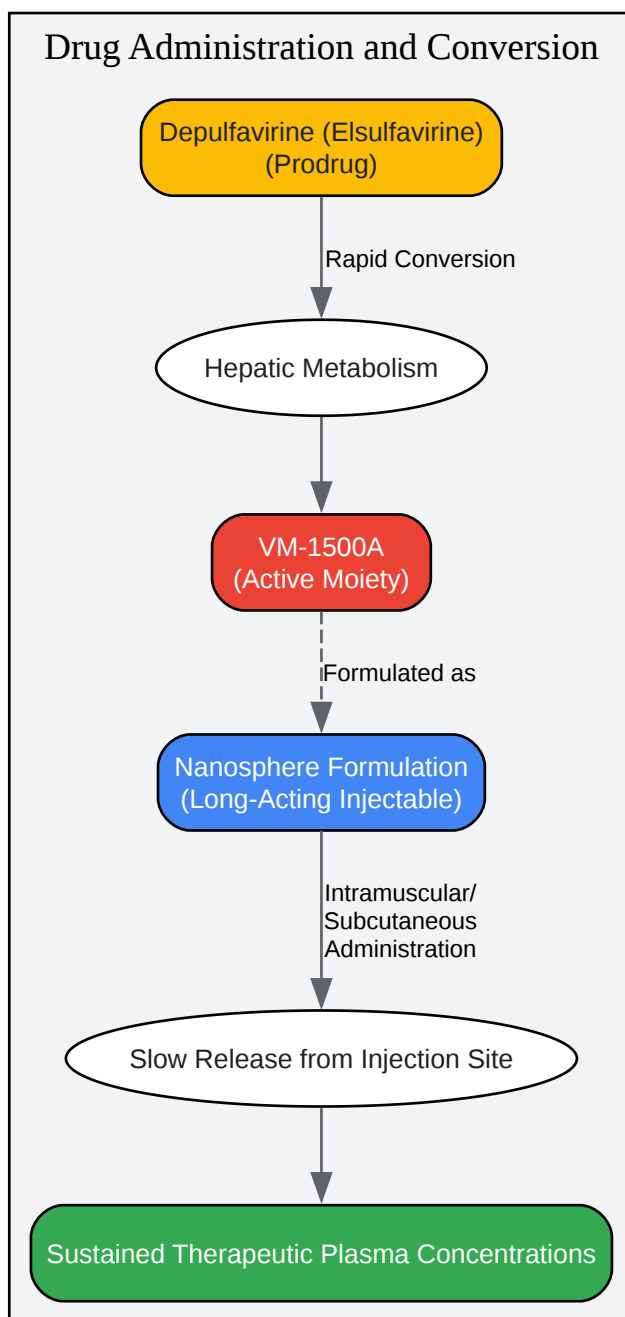 Drug Administration and Conversion
Depulfavirine (Elsulfavirine)
(Prodrug)
Rapid Conversion
Hepatic Metabolism
VM-1500A
(Active Moiety)
Formulated as
Nanosphere Formulation
(Long-Acting Injectable)
Intramuscular/
Subcutaneous
Administration
Slow Release from Injection Site
Sustained Therapeutic Plasma Concentrations